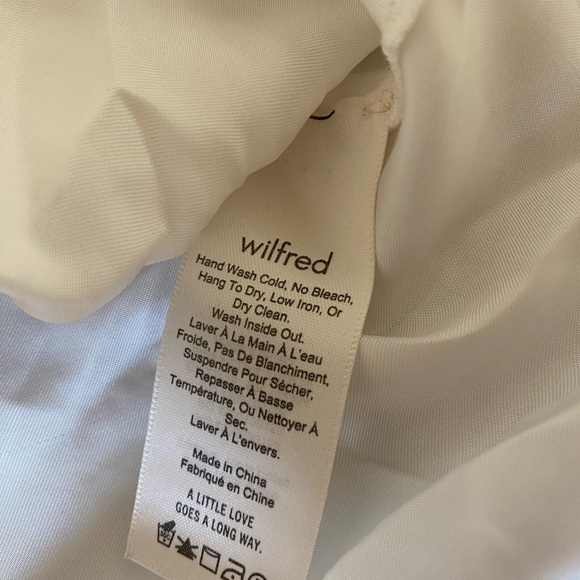 wilfred
Hand Wash Cold, No Bleach,
Hang To Dry, Low Iron, Or
Dry Clean.
Wash Inside Out.
Laver À La Main À L'eau
Froide, Pas De Blanchiment,
Suspendre Pour Sécher,
Repasser À Basse
Température, Ou Nettoyer À
Sec.
Laver À L'envers.
Made in China
Fabriqué en Chine
A LITTLE LOVE
GOES A LONG WAY.